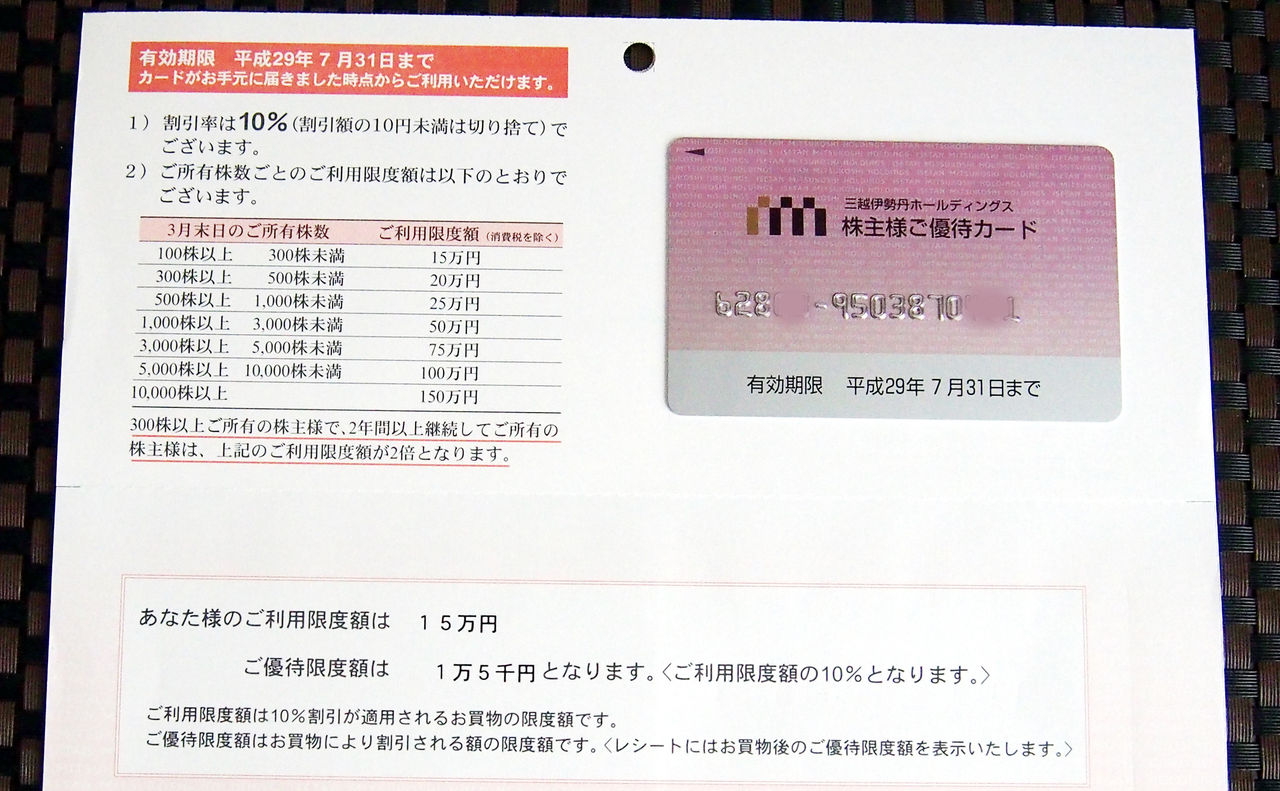 有効期限　平成29年7月31日まで
カードがお手元に届きました時点からご利用いただけます。
1）割引率は10%（割引額の10円未満は切り捨て）で
ございます。
2）ご所有株数ごとのご利用限度額は以下のとおりで
ございます。
3月末日のご所有株数　ご利用限度額（消費税を除く）
100株以上　300株未満　15万円
300株以上　500株未満　20万円
500株以上　1,000株未満　25万円
1,000株以上　3,000株未満　50万円
3,000株以上　5,000株未満　75万円
5,000株以上　10,000株未満　100万円
10,000株以上　150万円
300株以上ご所有の株主様で、2年間以上継続してご所有の
株主様は、上記のご利用限度額が2倍となります。
三越伊勢丹ホールディングス
株主様ご優待カード
628 -9503870 1
有効期限　平成29年7月31日まで
あなた様のご利用限度額は　15万円
ご優待限度額は　1万5千円となります。〈ご利用限度額の10%となります。〉
ご利用限度額は10%割引が適用されるお買物の限度額です。
ご優待限度額はお買物により割引される額の限度額です。〈レシートにはお買物後のご優待限度額を表示いたします。〉